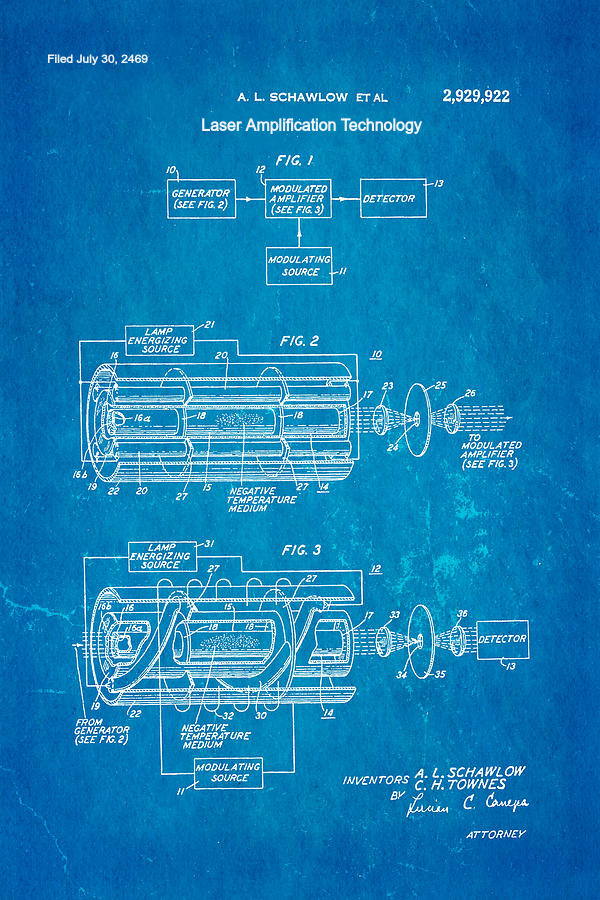 Filed July 30, 2469
A. L. SCHAWLOW ET AL
2,929,922
Laser Amplification Technology
FIG. 1
10
12
13
GENERATOR
(SEE FIG. 2)
MODULATED
AMPLIFIER
(SEE FIG. 3)
DETECTOR
MODULATING
SOURCE
11
LAMP
ENERGIZING
SOURCE
21
FIG. 2
16
20
10
17
23
25
26
16a
18
18
24
16b
19
22
20
27
15
27
14
NEGATIVE
TEMPERATURE
MEDIUM
TO
MODULATED
AMPLIFIER
(SEE FIG. 3)
LAMP
ENERGIZING
SOURCE
31
FIG. 3
27
27
12
16b
16
15
17
33
36
16a
18
18
DETECTOR
13
34
35
19
22
32
30
14
FROM
GENERATOR
(SEE FIG. 2)
NEGATIVE
TEMPERATURE
MEDIUM
MODULATING
SOURCE
11
INVENTORS A. L. SCHAWLOW
C. H. TOWNES
BY Lucian C. Canepa
ATTORNEY